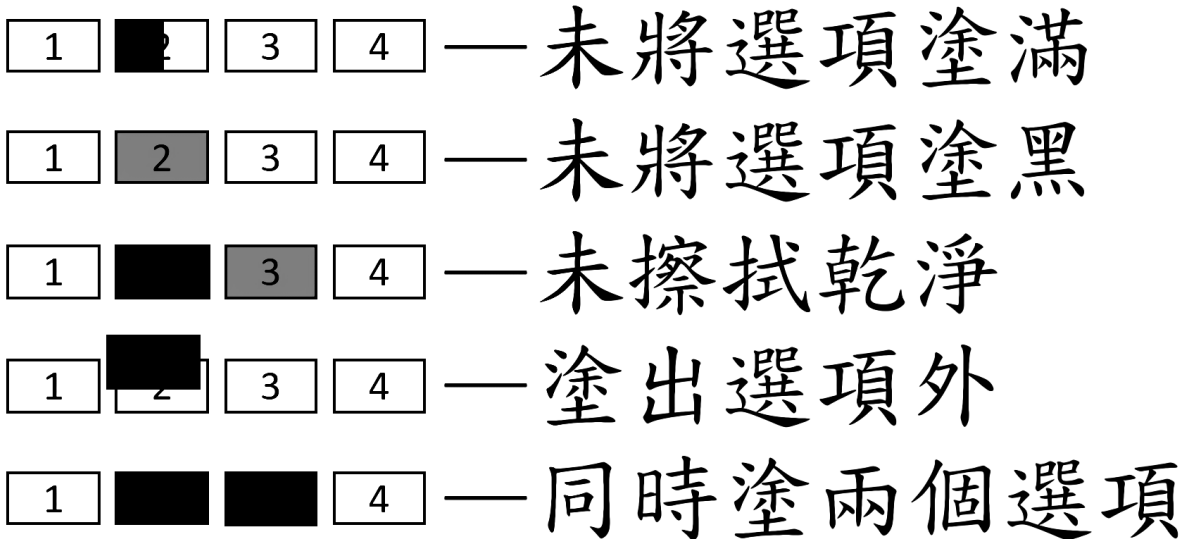 1 2 3 4 — 未將選項塗滿
1 2 3 4 — 未將選項塗黑
1 3 4 — 未擦拭乾淨
1 2 3 4 — 塗出選項外
1 4 — 同時塗兩個選項